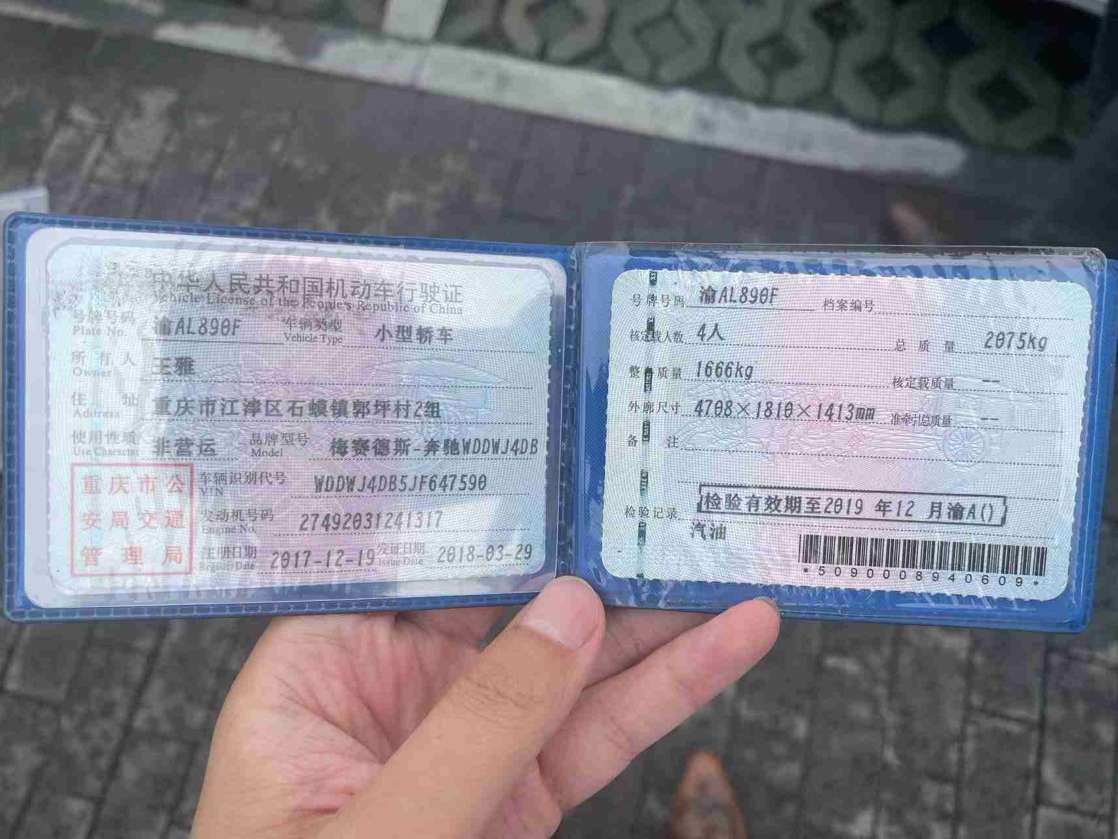 中华人民共和国机动车行驶证
Vehicle License of the People's Republic of China
号牌号码 渝AL890F 车辆类型 小型轿车
Plate No. Vehicle Type
所有人 王雅
Owner
住址 重庆市江津区石蟆镇郭坪村2组
Address
使用性质 非营运 品牌型号 梅赛德斯-奔驰WDDWJ4DB
Use Character Model
重庆市公
安局交通
管理局
车辆识别代号 WDDWJ4DB5JF647590
VIN
发动机号码 27492031241317
Engine No.
注册日期 2017-12-19 发证日期 2018-03-29
Register Date Issue Date
号牌号码 渝AL890F 档案编号
核定载人数 4人 总质量 2075kg
整备质量 1666kg 核定载质量 --
外廓尺寸 4708×1810×1413mm 准牵引总质量 --
备注
检验记录 检验有效期至2019 年12 月渝A()
汽油
*5090008940609*